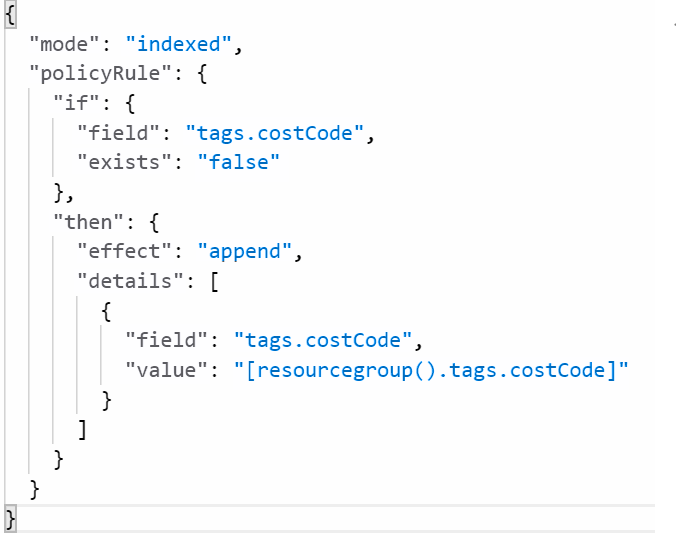 {
  "mode": "indexed",
  "policyRule": {
    "if": {
      "field": "tags.costCode",
      "exists": "false"
    },
    "then": {
      "effect": "append",
      "details": [
        {
          "field": "tags.costCode",
          "value": "[resourcegroup().tags.costCode]"
        }
      ]
    }
  }
}